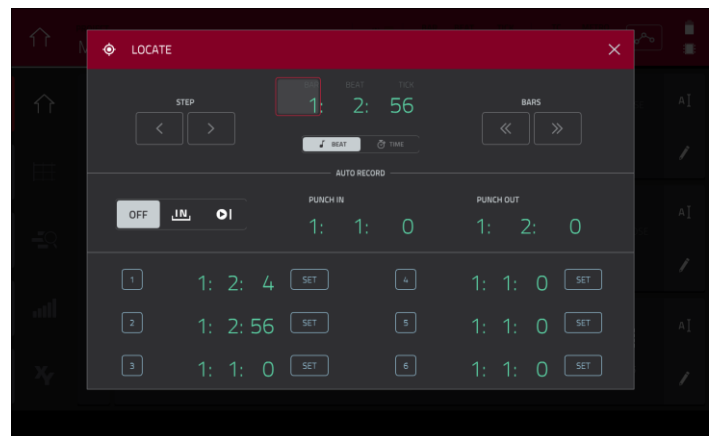 M
LOCATE
BEAT TICK
1: 2: 56
STEP
BARS
BEAT TIME
AUTO RECORD
OFF IN
PUNCH IN
1: 1: 0
PUNCH OUT
1: 2: 0
1 1: 2: 4 SET
4 1: 1: 0 SET
2 1: 2: 56 SET
5 1: 1: 0 SET
3 1: 1: 0 SET
6 1: 1: 0 SET
A
A
A
XY